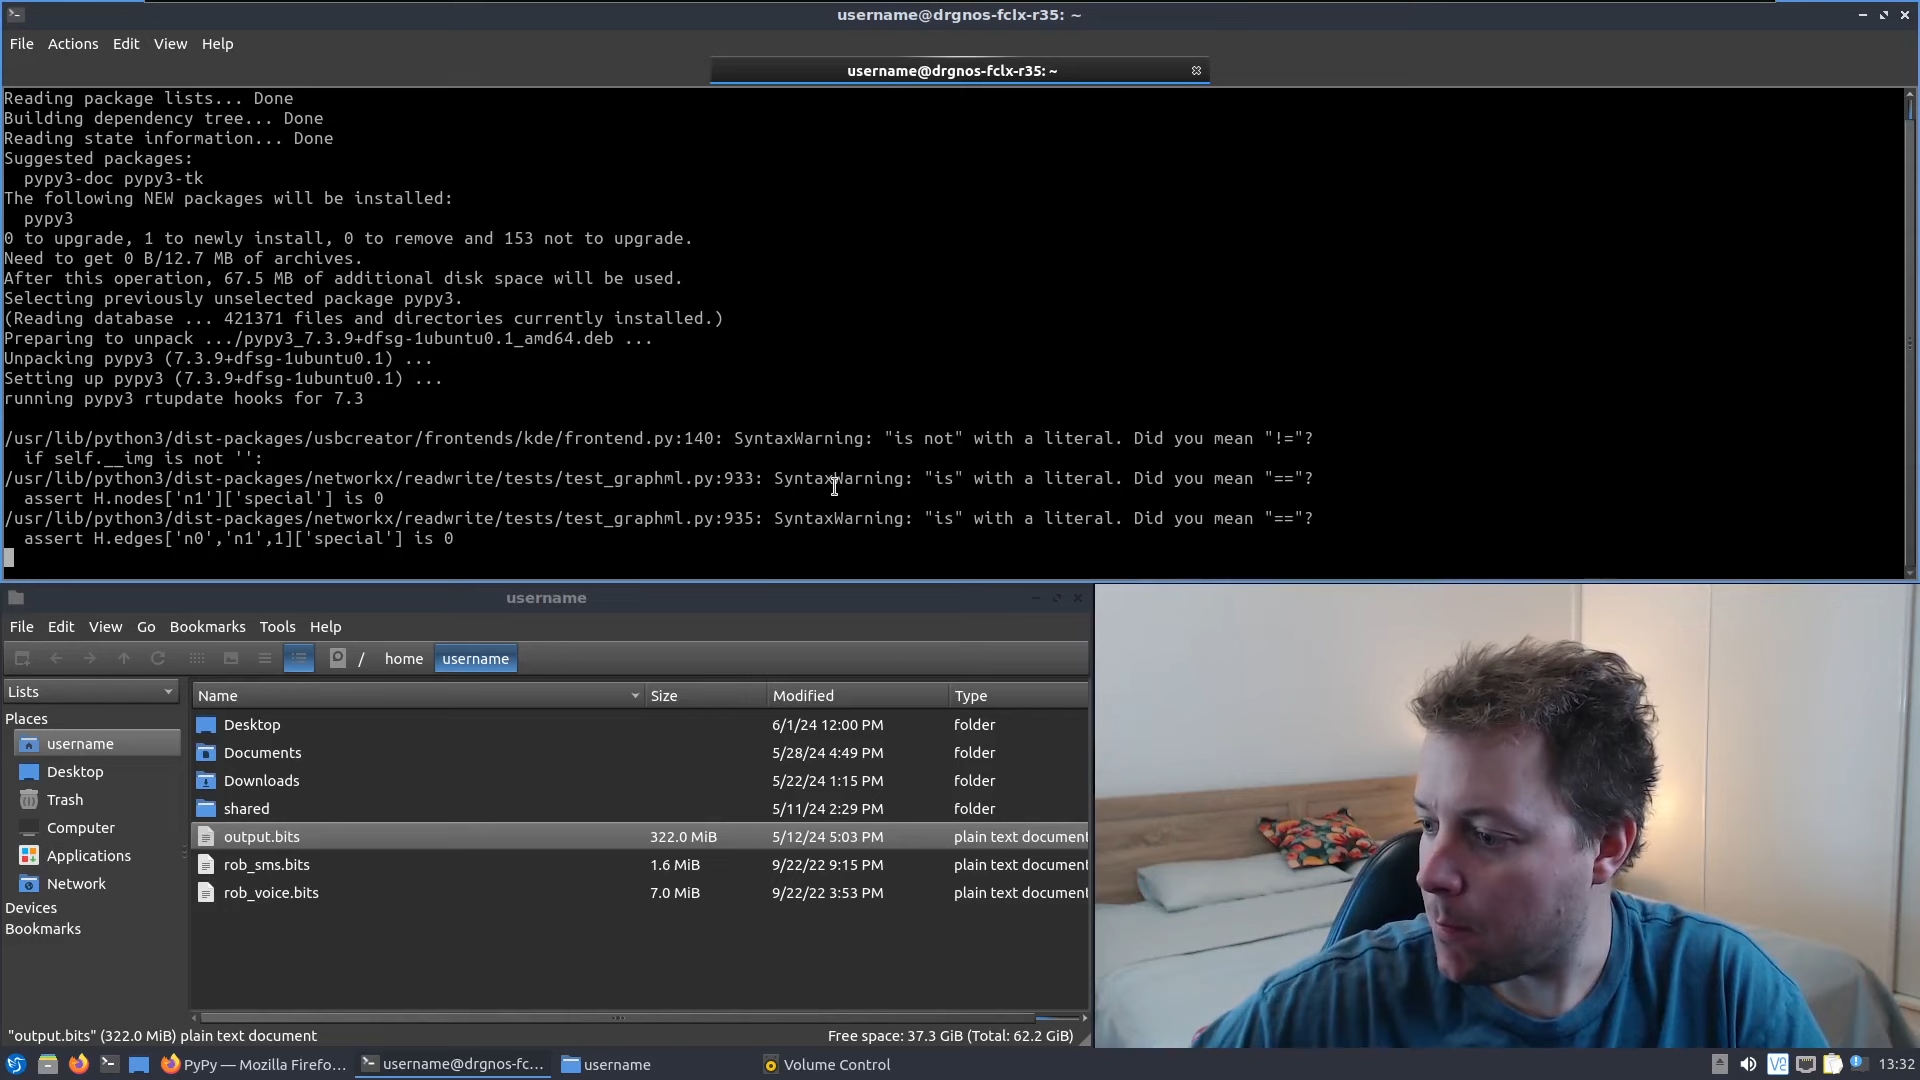 username@drgnos-fclx-r35: ~
File Actions Edit View Help
username@drgnos-fclx-r35: ~
Reading package lists... Done
Building dependency tree... Done
Reading state information... Done
Suggested packages:
  pypy3-doc pypy3-tk
The following NEW packages will be installed:
  pypy3
0 to upgrade, 1 to newly install, 0 to remove and 153 not to upgrade.
Need to get 0 B/12.7 MB of archives.
After this operation, 67.5 MB of additional disk space will be used.
Selecting previously unselected package pypy3.
(Reading database ... 421371 files and directories currently installed.)
Preparing to unpack .../pypy3_7.3.9+dfsg-1ubuntu0.1_amd64.deb ...
Unpacking pypy3 (7.3.9+dfsg-1ubuntu0.1) ...
Setting up pypy3 (7.3.9+dfsg-1ubuntu0.1) ...
running pypy3 rtupdate hooks for 7.3
/usr/lib/python3/dist-packages/usbcreator/frontends/kde/frontend.py:140: SyntaxWarning: "is not" with a literal. Did you mean "!="?
  if self.__img is not '':
/usr/lib/python3/dist-packages/networkx/readwrite/tests/test_graphml.py:933: SyntaxWarning: "is" with a literal. Did you mean "=="?
  assert H.nodes['n1']['special'] is 0
/usr/lib/python3/dist-packages/networkx/readwrite/tests/test_graphml.py:935: SyntaxWarning: "is" with a literal. Did you mean "=="?
  assert H.edges['n0','n1',1]['special'] is 0
username
File Edit View Go Bookmarks Tools Help
/ home username
Lists
Places
username
Desktop
Trash
Computer
Applications
Network
Devices
Bookmarks
Name Size Modified Type
Desktop 6/1/24 12:00 PM folder
Documents 5/28/24 4:49 PM folder
Downloads 5/22/24 1:15 PM folder
shared 5/11/24 2:29 PM folder
output.bits 322.0 MiB 5/12/24 5:03 PM plain text document
rob_sms.bits 1.6 MiB 9/22/22 9:15 PM plain text document
rob_voice.bits 7.0 MiB 9/22/22 3:53 PM plain text document
"output.bits" (322.0 MiB) plain text document Free space: 37.3 GiB (Total: 62.2 GiB)
PyPy — Mozilla Firefo... username@drgnos-fc... username Volume Control 13:32